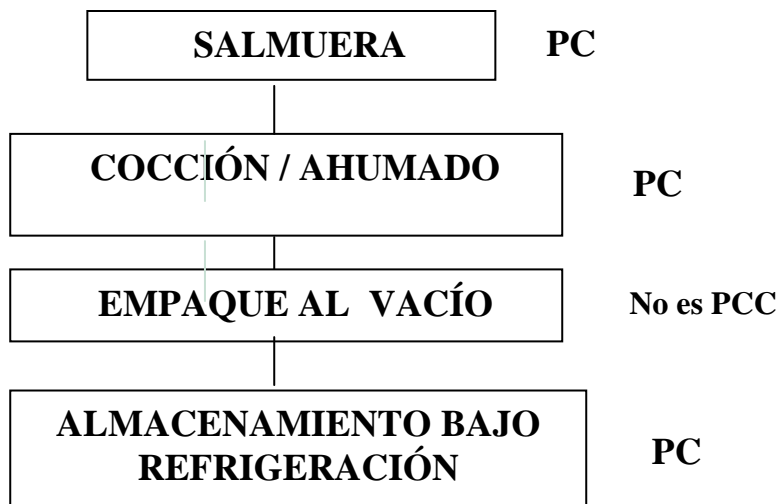 SALMUERA PC
COCCIÓN / AHUMADO
PC
EMPAQUE AL VACÍO No es PCC
ALMACENAMIENTO BAJO
REFRIGERACIÓN
PC